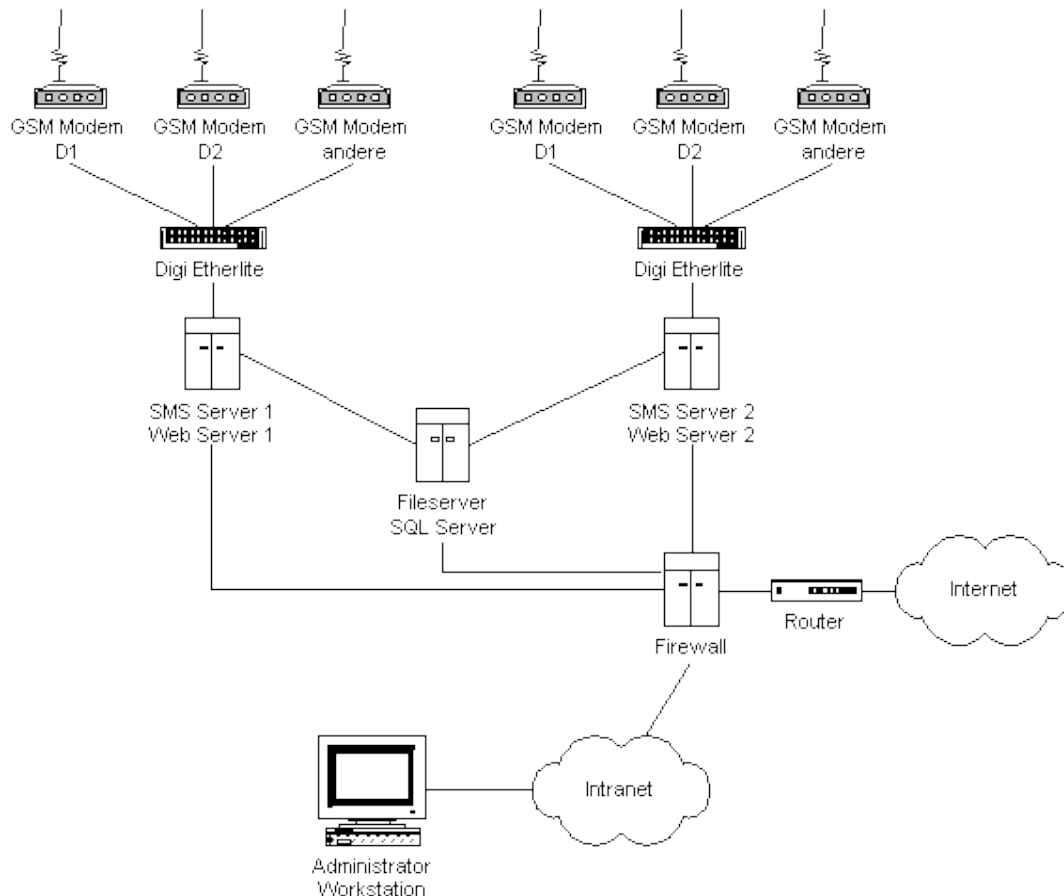 GSM Modem
D1
GSM Modem
D2
GSM Modem
andere
GSM Modem
D1
GSM Modem
D2
GSM Modem
andere
Digi Etherlite
Digi Etherlite
SMS Server 1
Web Server 1
SMS Server 2
Web Server 2
Fileserver
SQL Server
Internet
Router
Firewall
Intranet
Administrator
Workstation